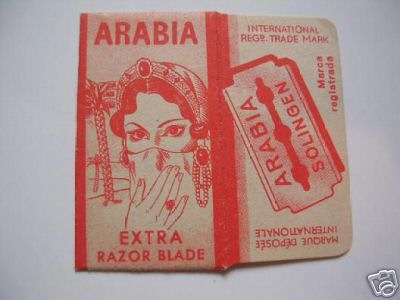 ARABIA
EXTRA
RAZOR BLADE
INTERNATIONAL
REGD. TRADE MARK
Marca
registrada
ARABIA
SOLINGEN
MARQUE DÉPOSÉE
INTERNATIONALE